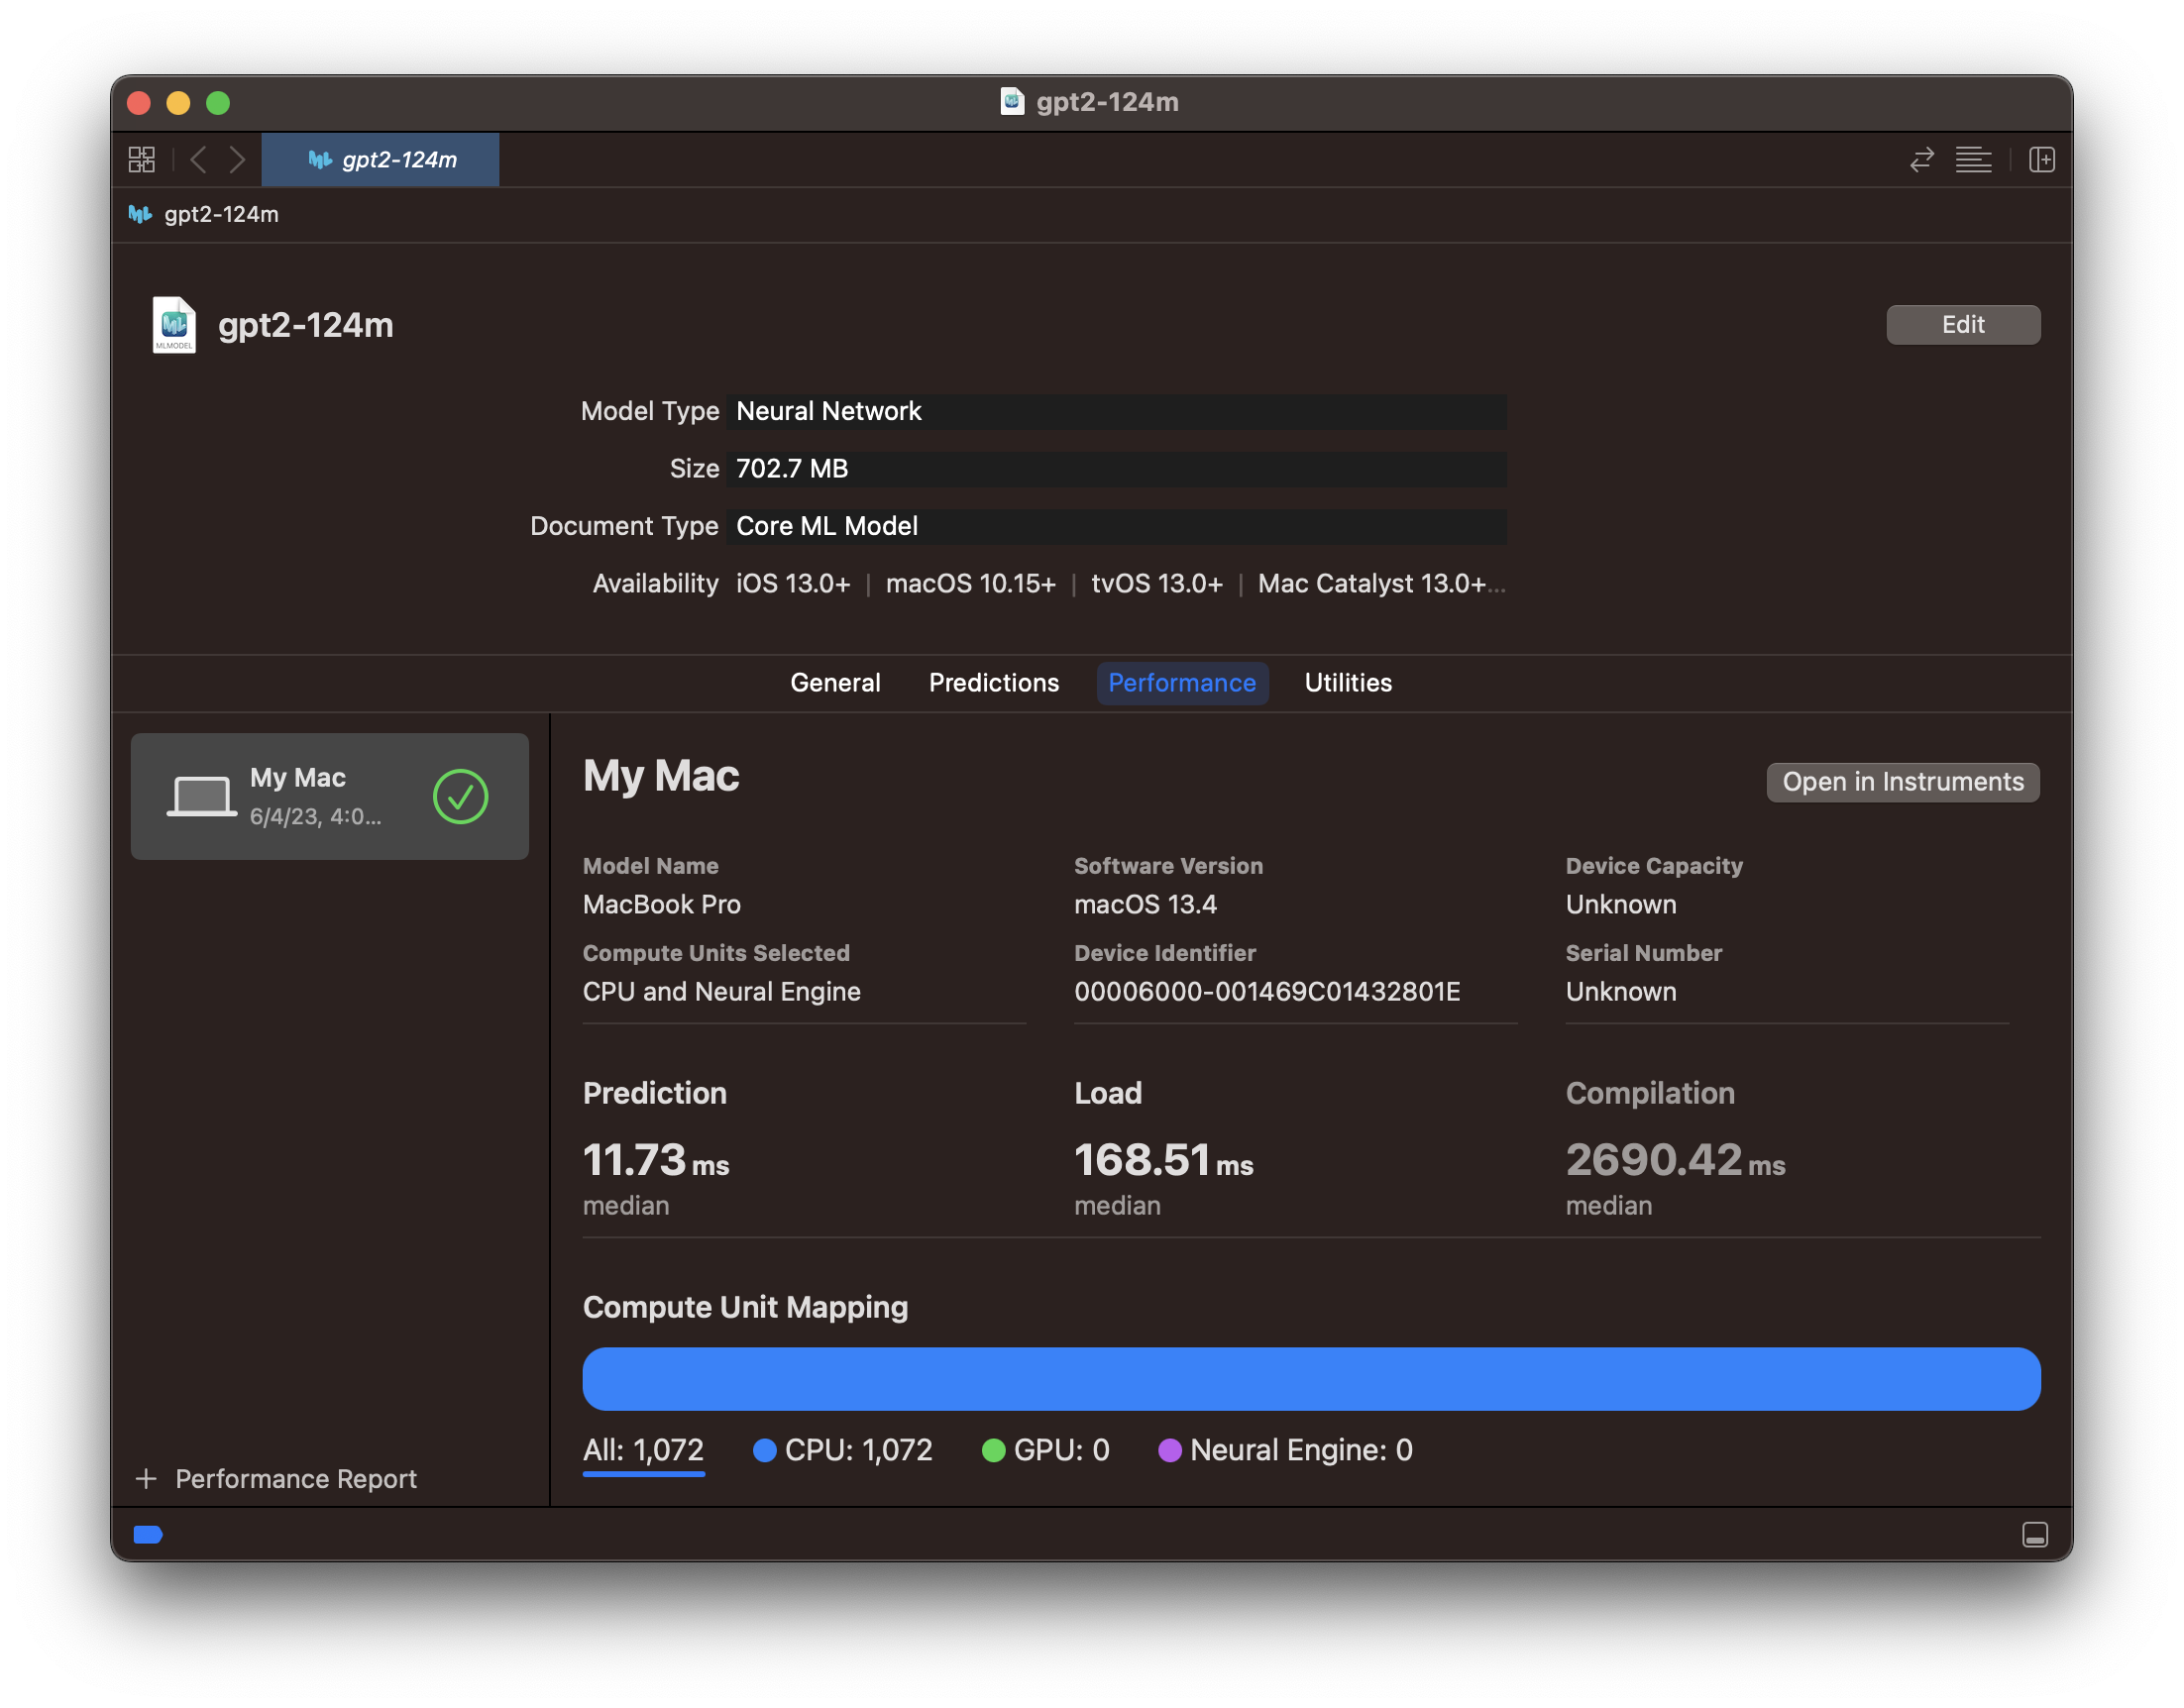 gpt2-124m
gpt2-124m
gpt2-124m
MLMODEL
gpt2-124m
Edit
Model Type Neural Network
Size 702.7 MB
Document Type Core ML Model
Availability iOS 13.0+ | macOS 10.15+ | tvOS 13.0+ | Mac Catalyst 13.0+...
General Predictions Performance Utilities
My Mac
6/4/23, 4:0...
My Mac
Open in Instruments
Model Name Software Version Device Capacity
MacBook Pro macOS 13.4 Unknown
Compute Units Selected Device Identifier Serial Number
CPU and Neural Engine 00006000-001469C01432801E Unknown
Prediction Load Compilation
11.73 ms 168.51 ms 2690.42 ms
median median median
Compute Unit Mapping
All: 1,072 CPU: 1,072 GPU: 0 Neural Engine: 0
+ Performance Report